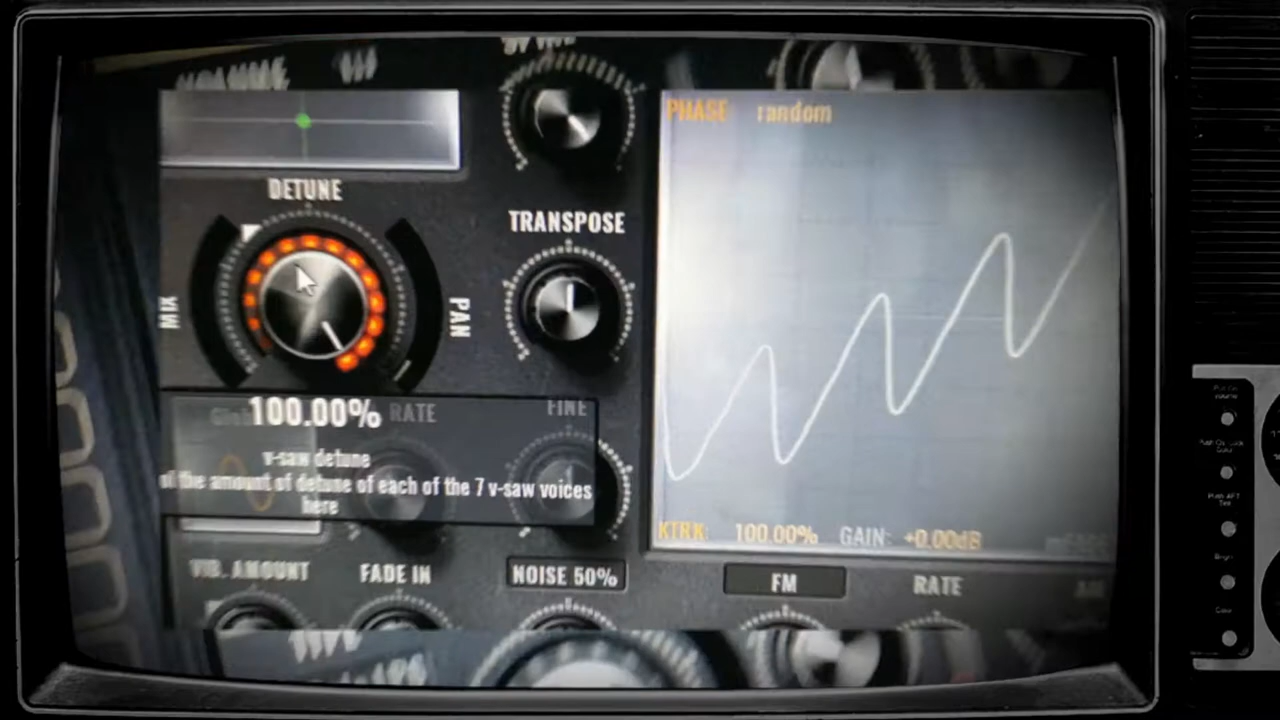 VOLUME
PHASE: random
DETUNE
TRANSPOSE
MIX
PAN
100.00%
RATE
FINE
v-saw detune
of the amount of detune of each of the 7 v-saw voices
here
KTRK: 100.00% GAIN: +0.00dB
VIB. AMOUNT
FADE IN
NOISE 50%
FM
RATE